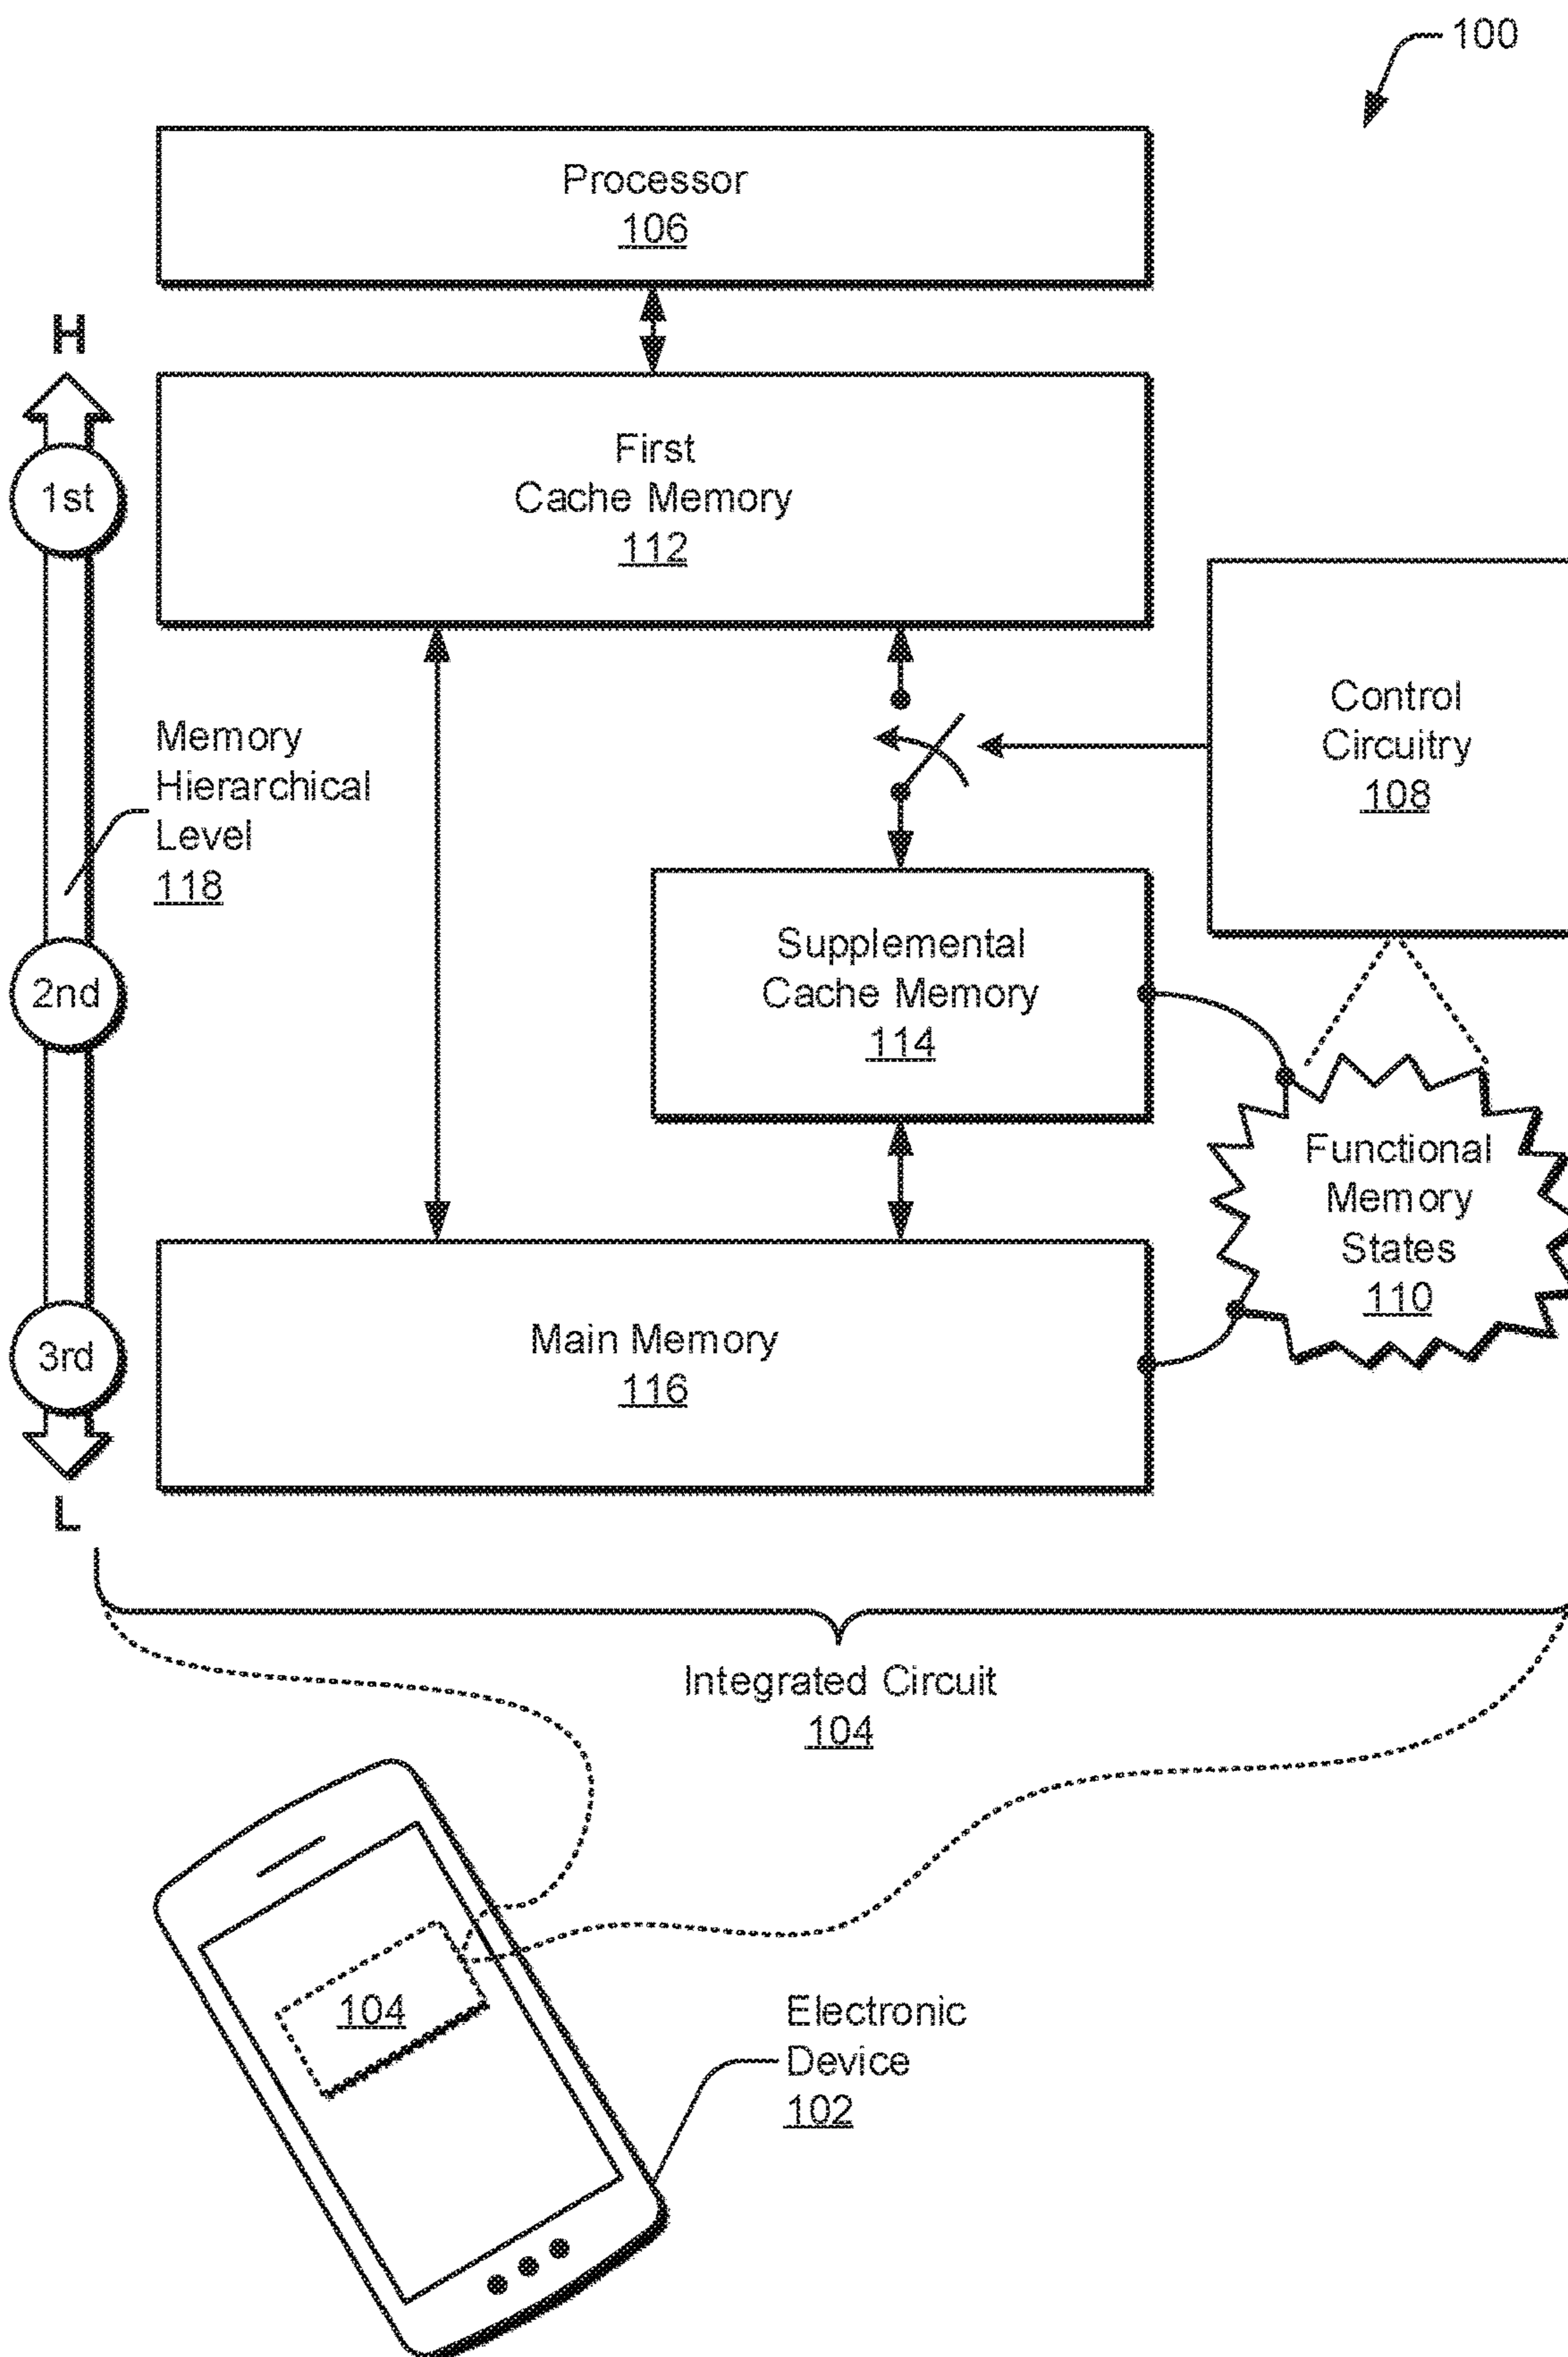 100
Processor
106
H
First
Cache Memory
112
1st
Control
Circuitry
108
Memory
Hierarchical
Level
118
2nd
Supplemental
Cache Memory
114
Functional
Memory
States
110
3rd
Main Memory
116
L
Integrated Circuit
104
104
Electronic
Device
102